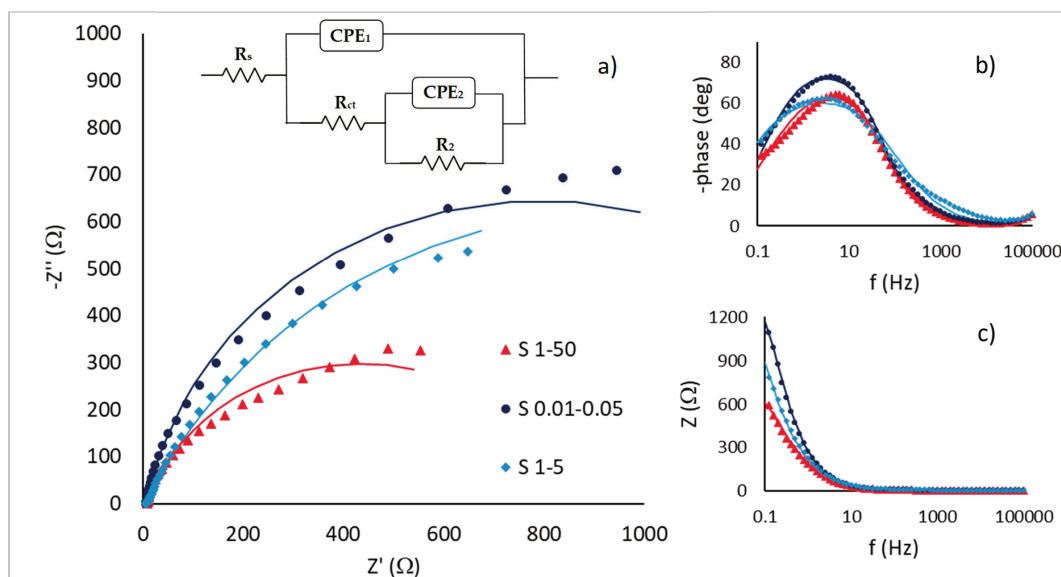 a)
CPE1
Rs
CPE2
Rct
R2
1000
900
800
700
600
500
400
300
200
100
0
-Z'' (Ω)
0
200
400
600
800
1000
Z' (Ω)
S 1-50
S 0.01-0.05
S 1-5
b)
80
60
40
20
0
-phase (deg)
0.1
10
1000
100000
f (Hz)
c)
1200
900
600
300
0
Z (Ω)
0.1
10
1000
100000
f (Hz)